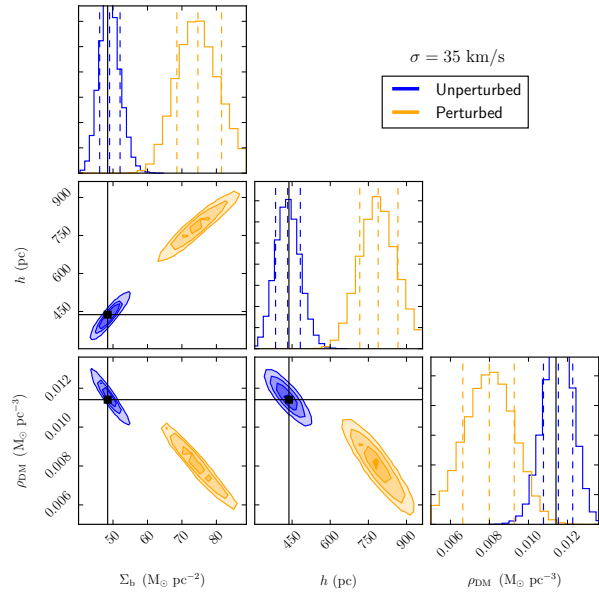 σ = 35 km/s
Unperturbed
Perturbed
900
750
600
450
h (pc)
0.012
0.010
0.008
0.006
ρDM (M⊙ pc−3)
50 60 70 80
450 600 750 900
0.006 0.008 0.010 0.012
Σb (M⊙ pc−2) h (pc) ρDM (M⊙ pc−3)